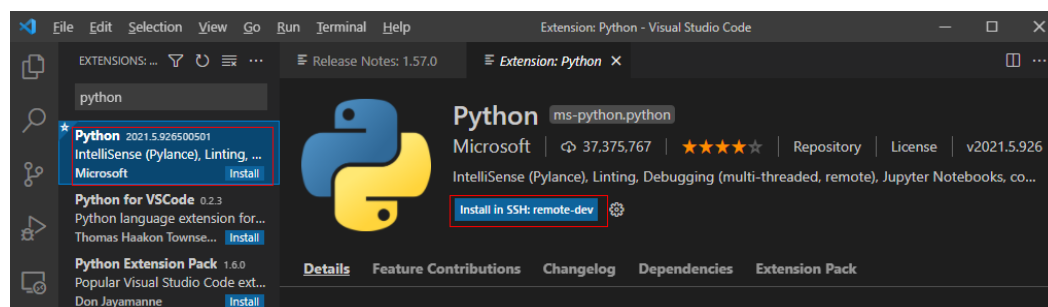 File Edit Selection View Go Run Terminal Help Extension: Python - Visual Studio Code
EXTENSIONS: ...
Release Notes: 1.57.0 Extension: Python
python
Python 2021.5.926500501
IntelliSense (Pylance), Linting, ...
Microsoft Install
Python for VSCode 0.2.3
Python language extension for...
Thomas Haakon Townse... Install
Python Extension Pack 1.6.0
Popular Visual Studio Code ext...
Don Jayamanne Install
Python ms-python.python
Microsoft 37,375,767 Repository License v2021.5.926
IntelliSense (Pylance), Linting, Debugging (multi-threaded, remote), Jupyter Notebooks, co...
Install in SSH: remote-dev
Details Feature Contributions Changelog Dependencies Extension Pack